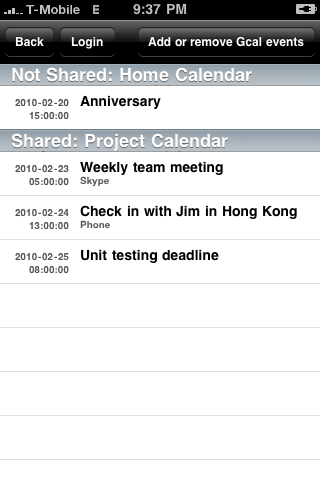 T-Mobile E 9:37 PM
Back Login Add or remove Gcal events
Not Shared: Home Calendar
2010-02-20 Anniversary
15:00:00
Shared: Project Calendar
2010-02-23 Weekly team meeting
05:00:00 Skype
2010-02-24 Check in with Jim in Hong Kong
13:00:00 Phone
2010-02-25 Unit testing deadline
08:00:00